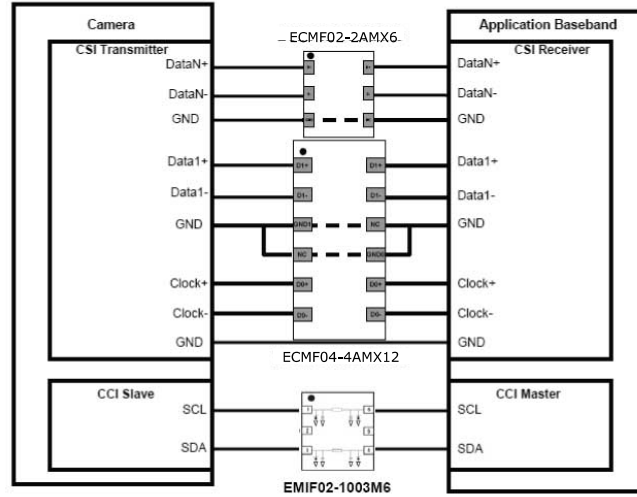 Camera
Application Baseband
ECMF02-2AMX6
CSI Transmitter
CSI Receiver
DataN+
DataN+
DataN-
DataN-
GND
GND
Data1+
D1+
D1+
Data1+
Data1-
D1-
D1-
Data1-
GND
GND1
NC
GND
NC
Clock+
D0+
D0+
Clock+
Clock-
D0-
D0-
Clock-
GND
GND
ECMF04-4AMX12
CCI Slave
CCI Master
SCL
SCL
SDA
SDA
EMIF02-1003M6